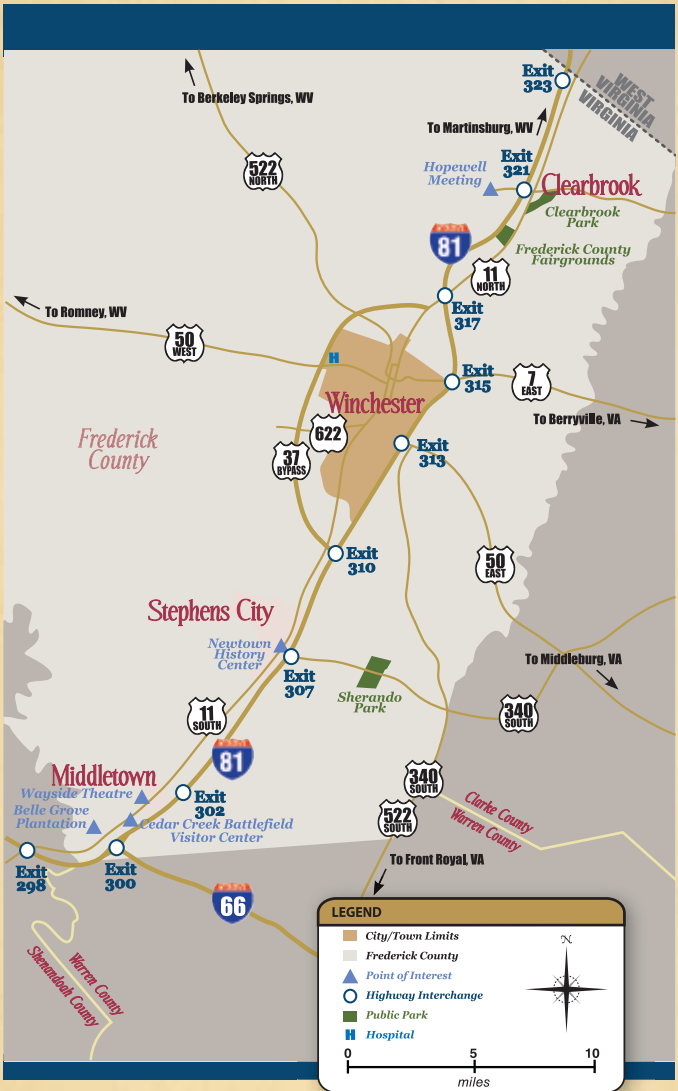 Exit
323
WEST
VIRGINIA
VIRGINIA
To Berkeley Springs, WV
To Martinsburg, WV
522
NORTH
Exit
321
Hopewell
Meeting
Clearbrook
Clearbrook
Park
81
Frederick County
Fairgrounds
11
NORTH
To Romney, WV
Exit
317
50
WEST
H
Exit
315
7
EAST
Winchester
To Berryville, VA
622
Frederick
County
Exit
313
37
BYPASS
Exit
310
50
EAST
Stephens City
Newtown
History
Center
Exit
307
To Middleburg, VA
Sherando
Park
11
SOUTH
340
SOUTH
81
Middletown
Wayside Theatre
Exit
302
340
SOUTH
Belle Grove
Plantation
Cedar Creek Battlefield
Visitor Center
522
SOUTH
Clarke County
Warren County
Exit
298
Exit
300
To Front Royal, VA
66
Warren County
Shenandoah County
LEGEND
City/Town Limits
Frederick County
Point of Interest
Highway Interchange
Public Park
H Hospital
N
0 5 10
miles